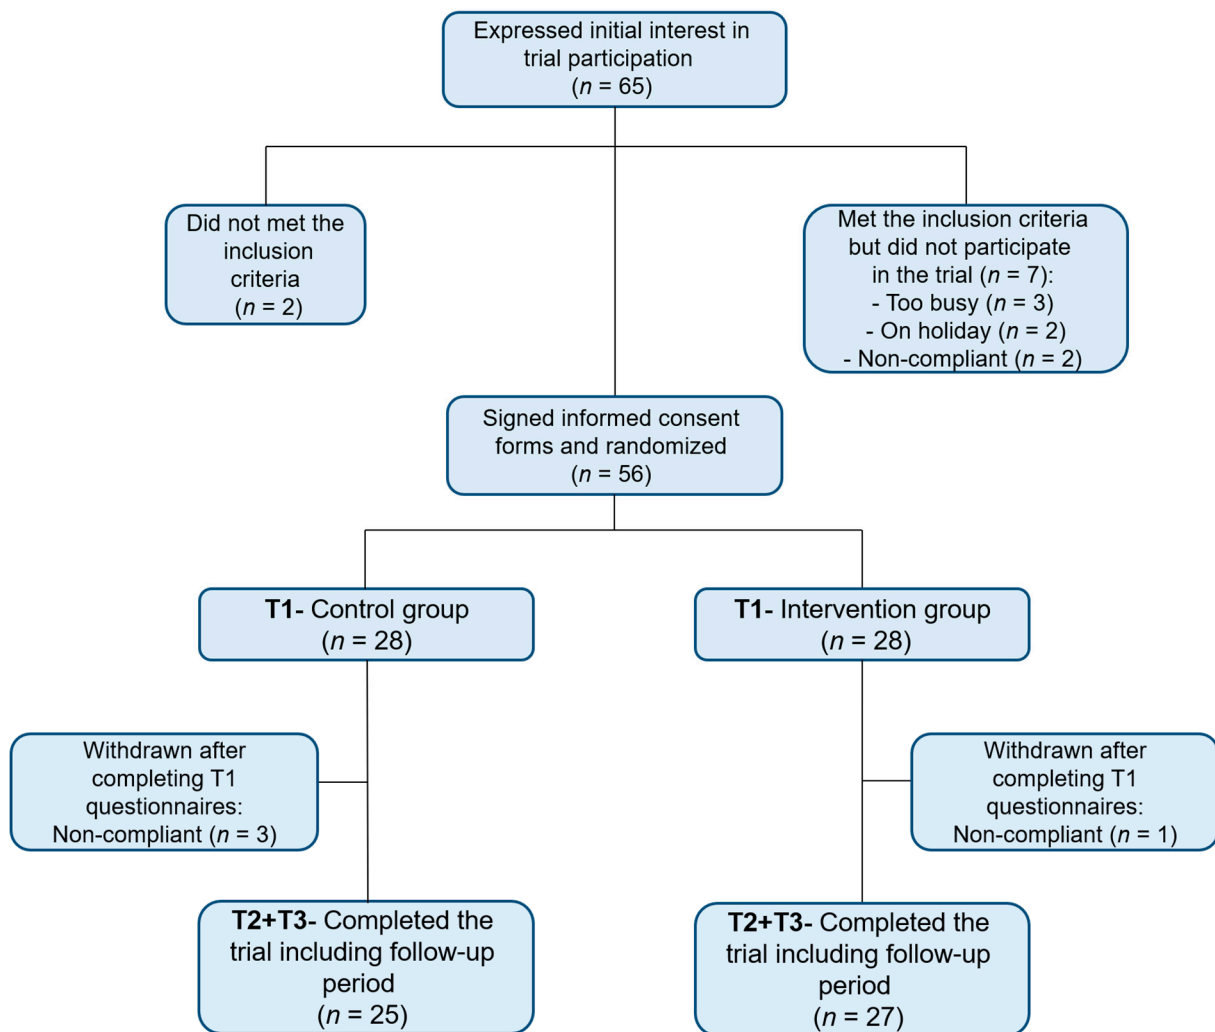 Expressed initial interest in
trial participation
(n = 65)
Did not met the
inclusion
criteria
(n = 2)
Met the inclusion criteria
but did not participate
in the trial (n = 7):
- Too busy (n = 3)
- On holiday (n = 2)
- Non-compliant (n = 2)
Signed informed consent
forms and randomized
(n = 56)
T1- Control group
(n = 28)
T1- Intervention group
(n = 28)
Withdrawn after
completing T1
questionnaires:
Non-compliant (n = 3)
Withdrawn after
completing T1
questionnaires:
Non-compliant (n = 1)
T2+T3- Completed the
trial including follow-up
period
(n = 25)
T2+T3- Completed the
trial including follow-up
period
(n = 27)